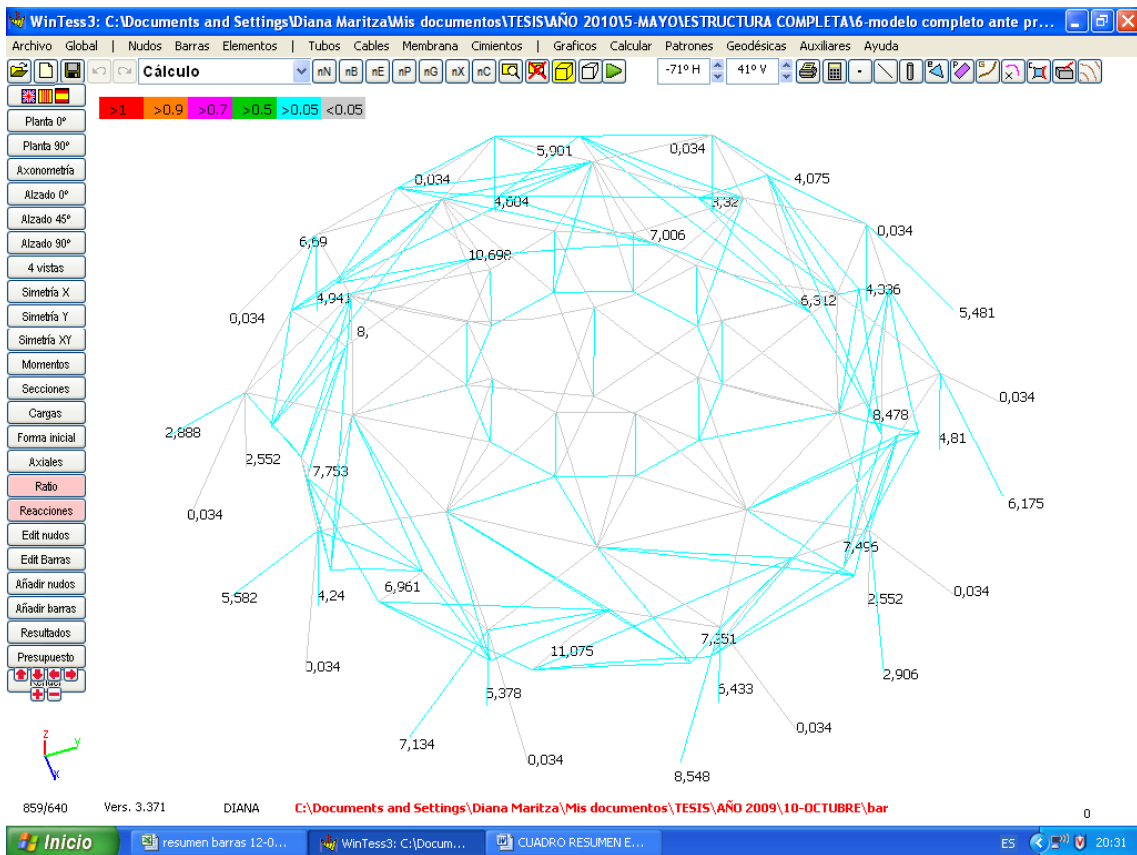 WinTess3: C:\Documents and Settings\Diana Maritza\Mis documentos\TESIS\AÑO 2010\5-MAYO\ESTRUCTURA COMPLETA\6-modelo completo ante pr...
Archivo Global | Nudos Barras Elementos | Tubos Cables Membrana Cimientos | Graficos Calcular Patrones Geodésicas Auxiliares Ayuda
Cálculo nN nB nE nP nG nX nC -71º H 41º V
>1 >0.9 >0.7 >0.5 >0.05 <0.05
Planta 0º
Planta 90º
Axonometría
Alzado 0º
Alzado 45º
Alzado 90º
4 vistas
Simetría X
Simetría Y
Simetría XY
Momentos
Secciones
Cargas
Forma inicial
Axiales
Ratio
Reacciones
Edit nudos
Edit Barras
Añadir nudos
Añadir barras
Resultados
Presupuesto
5,901 0,034
0,034 4,075
4,604 3,32
0,034
6,69 7,006
10,698
4,941 6,312 4,336
0,034 5,481
8,
0,034
2,888 8,478
4,81
2,552 7,753
6,175
0,034
7,496
5,582 4,24 6,961 2,552 0,034
7,251
0,034 11,075
2,906
5,378 6,433
7,134 0,034
0,034
8,548
Z
Y
X
859/640 Vers. 3.371 DIANA C:\Documents and Settings\Diana Maritza\Mis documentos\TESIS\AÑO 2009\10-OCTUBRE\bar 0
Inicio resumen barras 12-0... WinTess3: C:\Docum... CUADRO RESUMEN E... ES 20:31